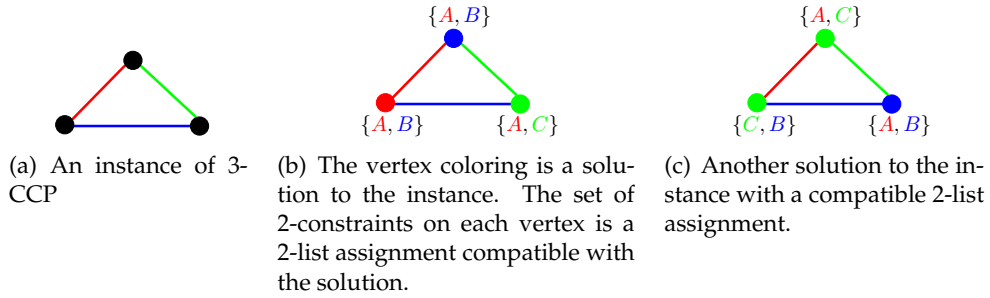 {A, B}
{A, C}
{A, B}
{A, C}
{C, B}
{A, B}
(a) An instance of 3-
CCP
(b) The vertex coloring is a solu-
tion to the instance. The set of
2-constraints on each vertex is a
2-list assignment compatible with
the solution.
(c) Another solution to the in-
stance with a compatible 2-list
assignment.